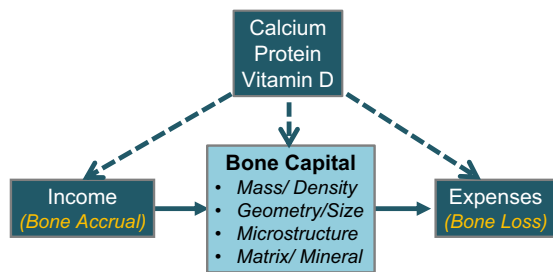 Calcium
Protein
Vitamin D
Bone Capital
• Mass/ Density
• Geometry/Size
• Microstructure
• Matrix/ Mineral
Income
(Bone Accrual)
Expenses
(Bone Loss)